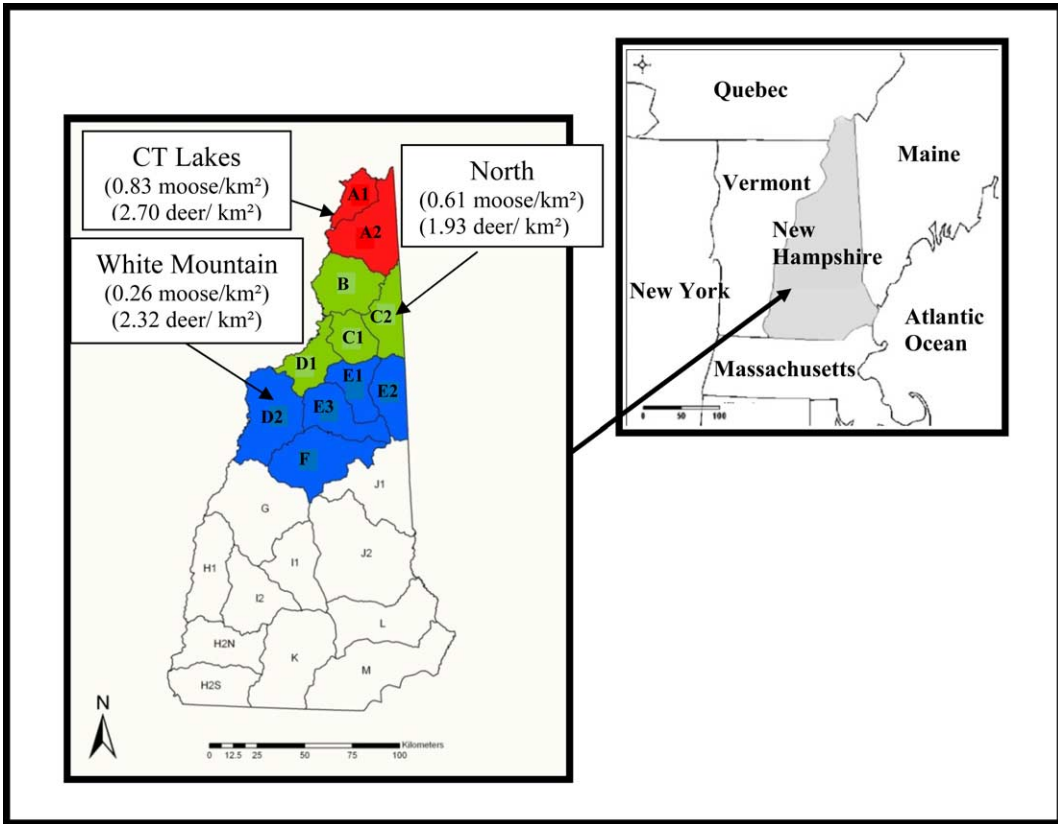 CT Lakes
(0.83 moose/km²)
(2.70 deer/ km²)
North
(0.61 moose/km²)
(1.93 deer/ km²)
White Mountain
(0.26 moose/km²)
(2.32 deer/ km²)
A1
A2
B
C2
C1
D1
E1
E2
E3
D2
F
J1
G
J2
I1
H1
I2
L
H2N
K
M
H2S
N
Kilometers
0 12.5 25 50 75 100
Quebec
Maine
Vermont
New
Hampshire
New York
Atlantic
Ocean
Massachusetts
0 50 100